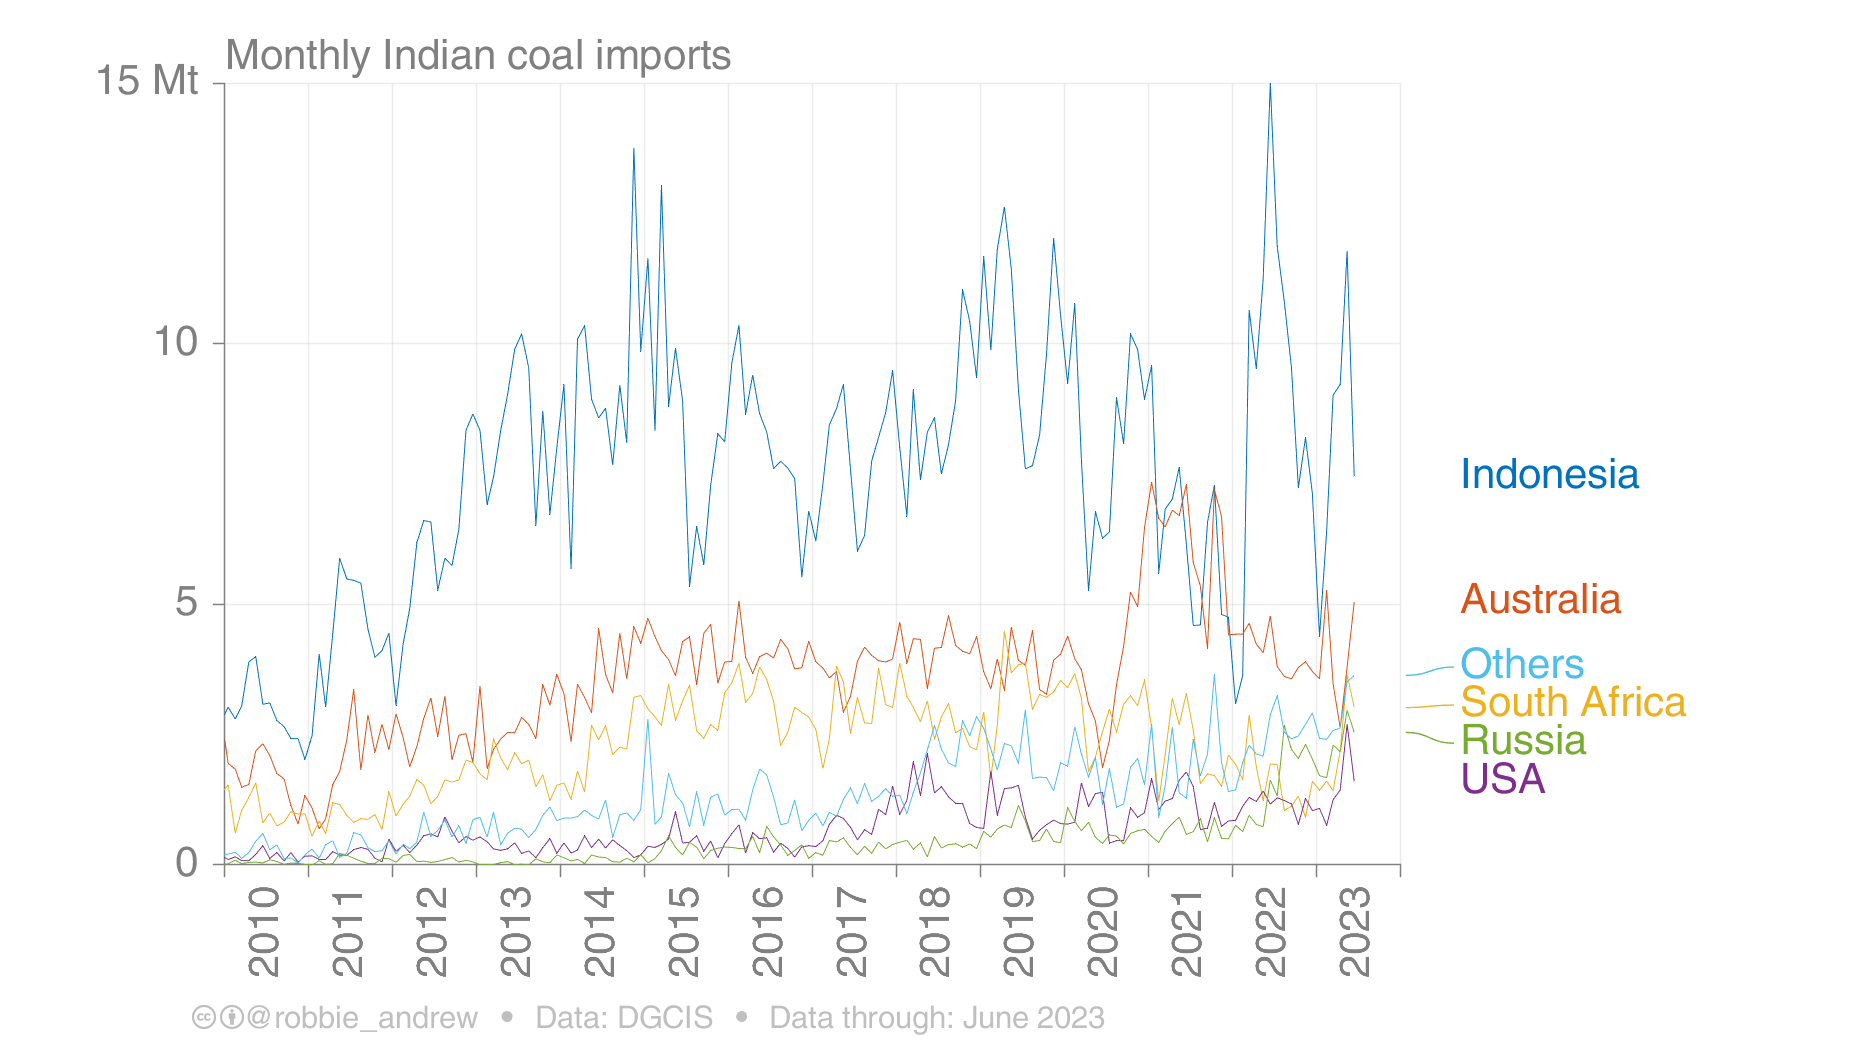 Monthly Indian coal imports
15 Mt
10
5
0
Indonesia
Australia
Others
South Africa
Russia
USA
2010 2011 2012 2013 2014 2015 2016 2017 2018 2019 2020 2021 2022 2023
@robbie_andrew • Data: DGCIS • Data through: June 2023